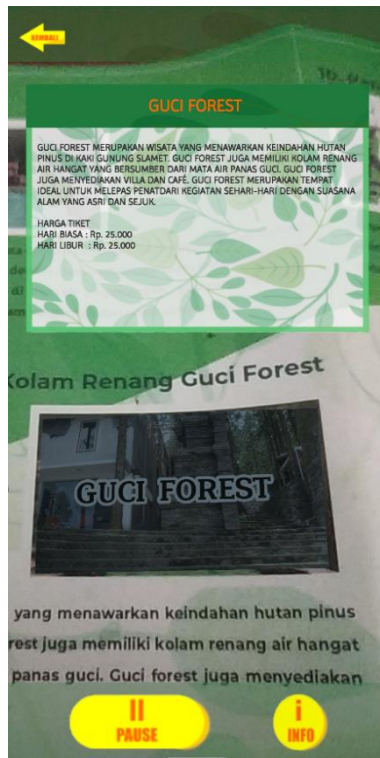 KEMBALI
GUCI FOREST
GUCI FOREST MERUPAKAN WISATA YANG MENAWARKAN KEINDAHAN HUTAN
PINUS DI KAKI GUNUNG SLAMET. GUCI FOREST JUGA MEMILIKI KOLAM RENANG
AIR HANGAT YANG BERSUMBER DARI MATA AIR PANAS GUCI. GUCI FOREST
JUGA MENYEDIAKAN VILLA DAN CAFÉ. GUCI FOREST MERUPAKAN TEMPAT
IDEAL UNTUK MELEPAS PENATDARI KEGIATAN SEHARI-HARI DENGAN SUASANA
ALAM YANG ASRI DAN SEJUK.
HARGA TIKET
HARI BIASA : Rp. 25.000
HARI LIBUR : Rp. 25.000
Kolam Renang Guci Forest
GUCI FOREST
yang menawarkan keindahan hutan pinus
rest juga memiliki kolam renang air hangat
panas guci. Guci forest juga menyediakan
PAUSE
i
INFO